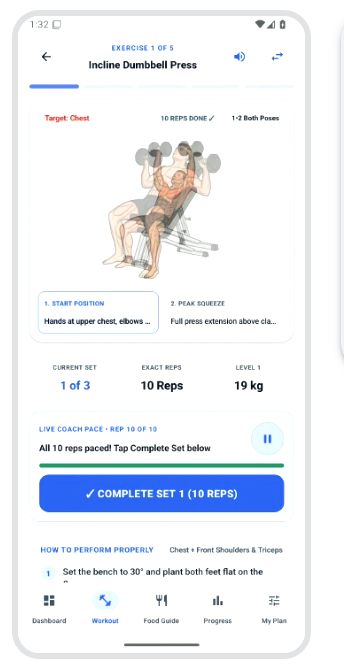 1:32
EXERCISE 1 OF 5
Incline Dumbbell Press
Target: Chest
10 REPS DONE ✓
1-2 Both Poses
1. START POSITION
Hands at upper chest, elbows ...
2. PEAK SQUEEZE
Full press extension above cla...
CURRENT SET
1 of 3
EXACT REPS
10 Reps
LEVEL 1
19 kg
LIVE COACH PACE • REP 10 OF 10
All 10 reps paced! Tap Complete Set below
✓ COMPLETE SET 1 (10 REPS)
HOW TO PERFORM PROPERLY
Chest + Front Shoulders & Triceps
1 Set the bench to 30° and plant both feet flat on the
Dashboard
Workout
Food Guide
Progress
My Plan